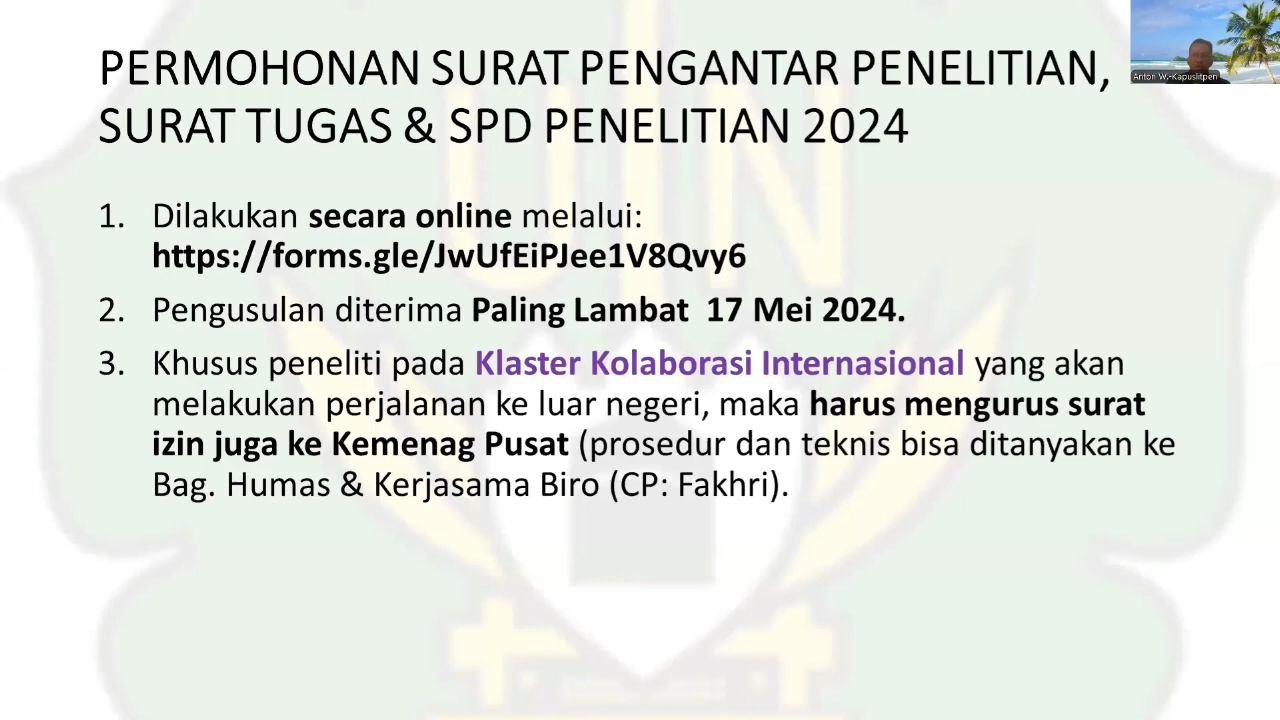 PERMOHONAN SURAT PENGANTAR PENELITIAN,
SURAT TUGAS & SPD PENELITIAN 2024
Anton W.-Kapuslitpen
1. Dilakukan secara online melalui:
https://forms.gle/JwUfEiPJee1V8Qvy6
2. Pengusulan diterima Paling Lambat  17 Mei 2024.
3. Khusus peneliti pada Klaster Kolaborasi Internasional yang akan
melakukan perjalanan ke luar negeri, maka harus mengurus surat
izin juga ke Kemenag Pusat (prosedur dan teknis bisa ditanyakan ke
Bag. Humas & Kerjasama Biro (CP: Fakhri).
UIN